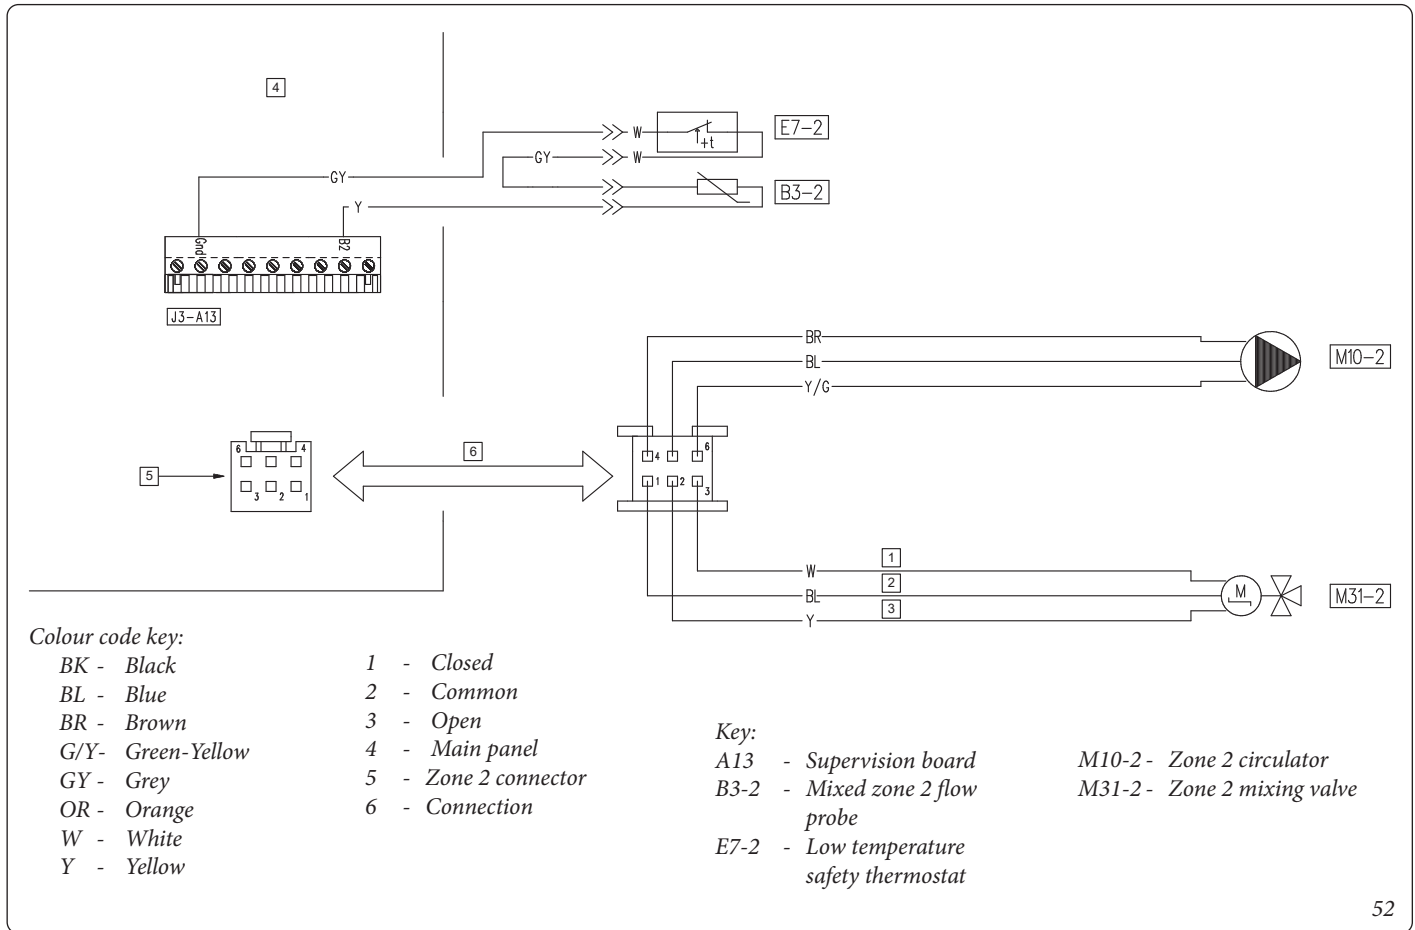 4
W
E7-2
+t
GY
W
GY
B3-2
Y
Gnd
B2
J3-A13
BR
BL
M10-2
Y/G
6
6
4
6
4
5
1
2
3
2
1
3
1
W
2
M
BL
M31-2
3
Y
Colour code key:
BK - Black
BL - Blue
BR - Brown
G/Y- Green-Yellow
GY - Grey
OR - Orange
W - White
Y - Yellow
1 - Closed
2 - Common
3 - Open
4 - Main panel
5 - Zone 2 connector
6 - Connection
Key:
A13 - Supervision board
B3-2 - Mixed zone 2 flow
probe
E7-2 - Low temperature
safety thermostat
M10-2 - Zone 2 circulator
M31-2 - Zone 2 mixing valve
52